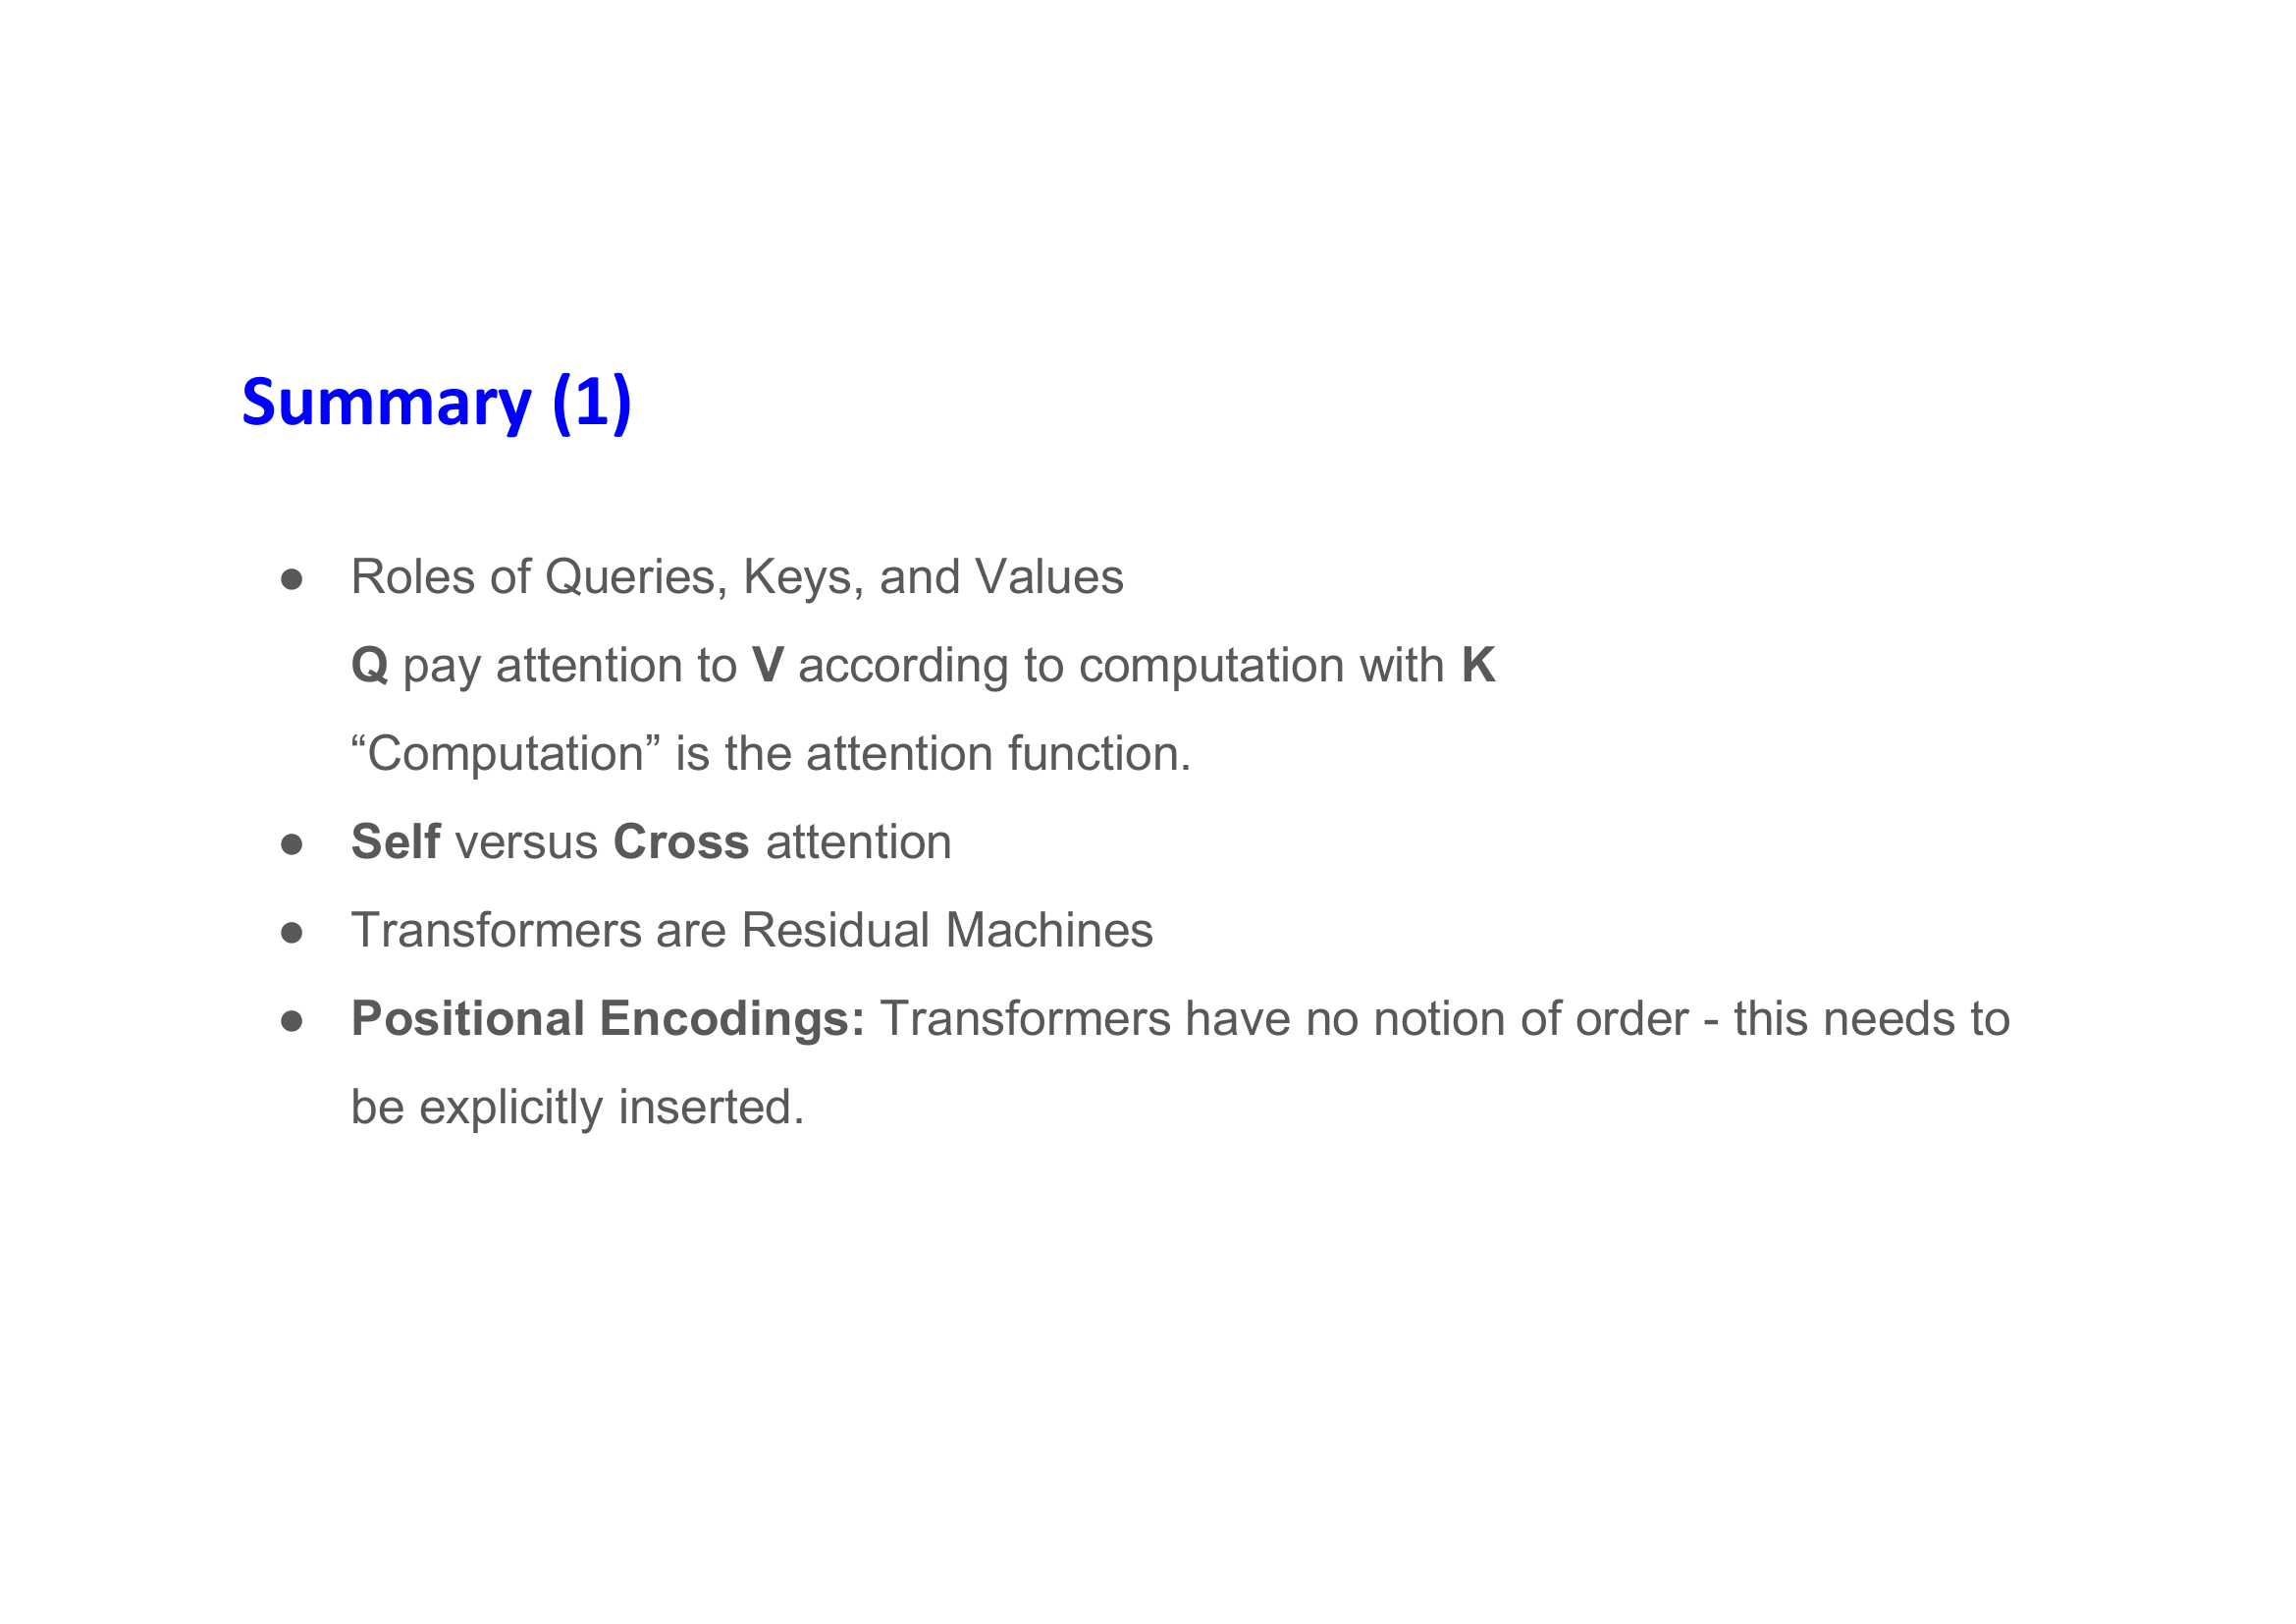 Summary (1)
● Roles of Queries, Keys, and Values
Q pay attention to V according to computation with K
“Computation” is the attention function.
● Self versus Cross attention
● Transformers are Residual Machines
● Positional Encodings: Transformers have no notion of order - this needs to
be explicitly inserted.